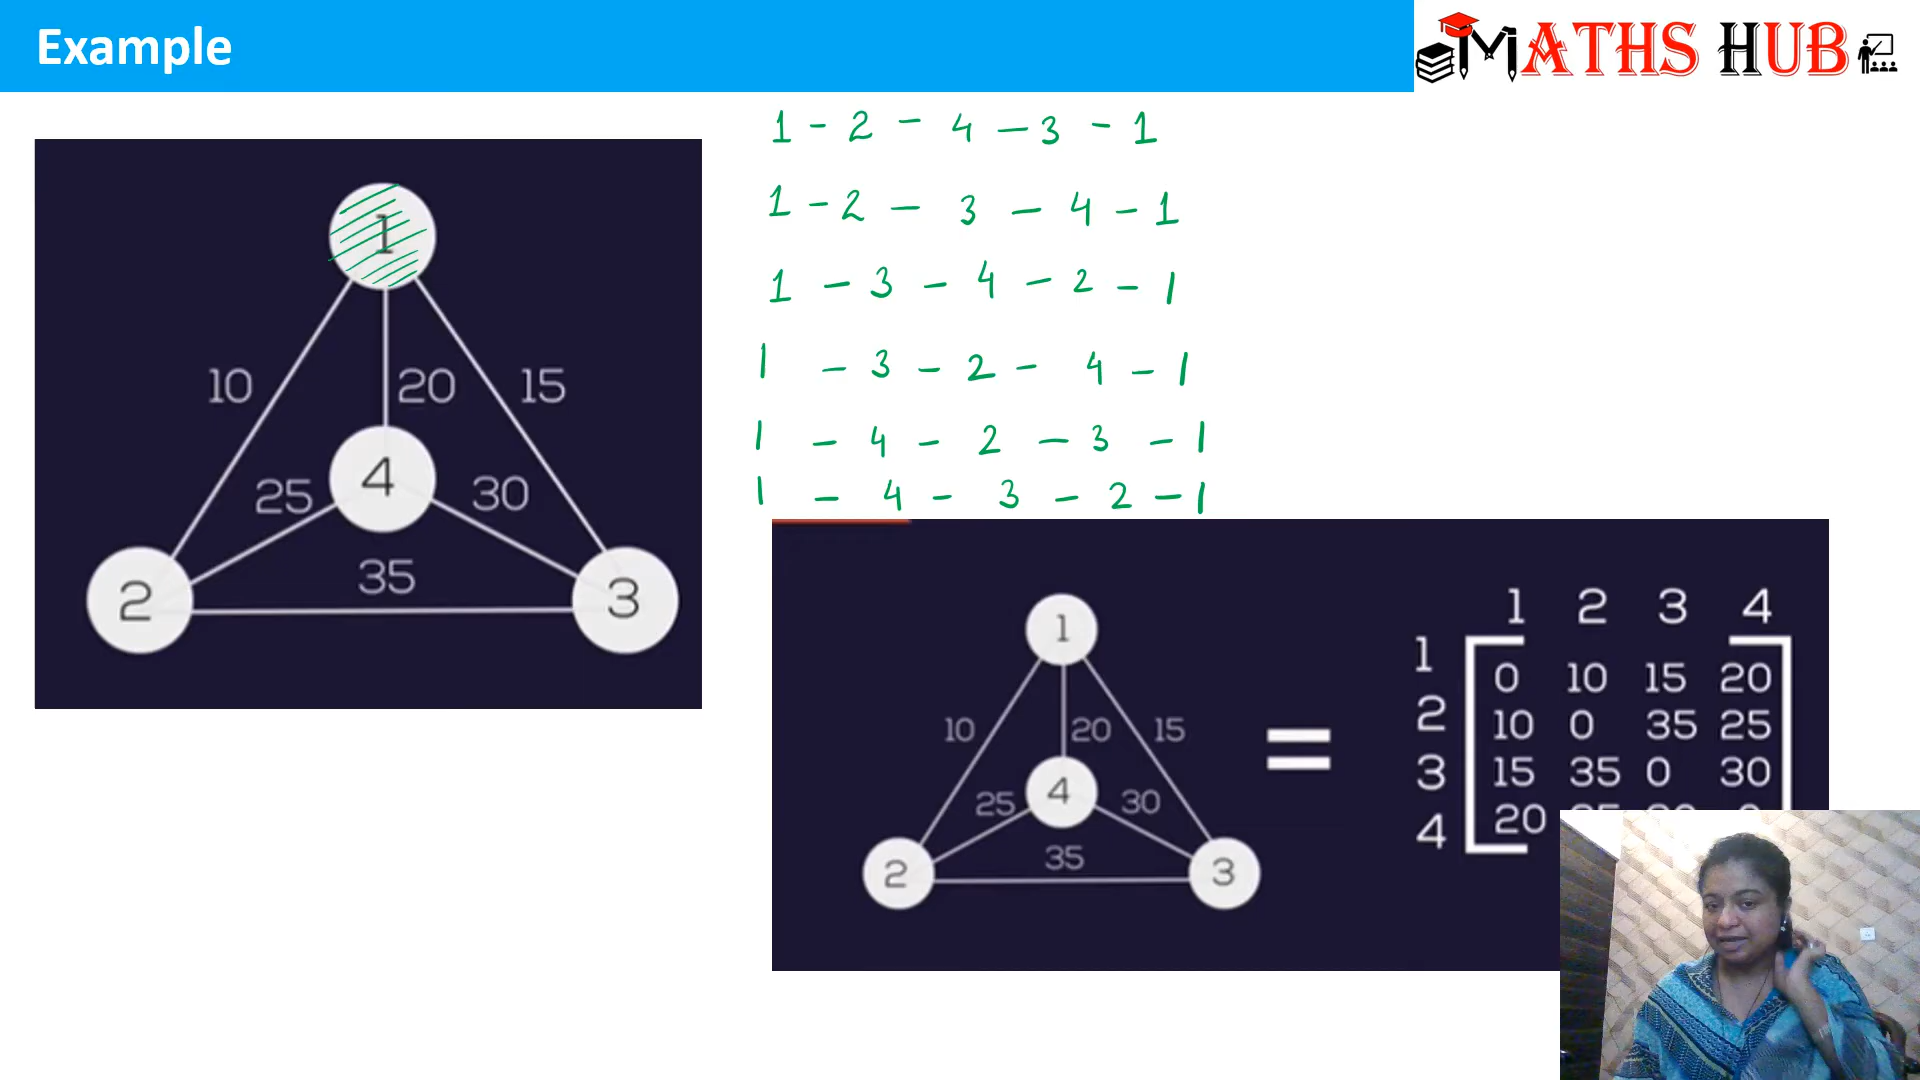 Example
MATHS HUB
1 - 2 - 4 - 3 - 1
1 - 2 - 3 - 4 - 1
1 - 3 - 4 - 2 - 1
1 - 3 - 2 - 4 - 1
1 - 4 - 2 - 3 - 1
1 - 4 - 3 - 2 - 1
1
10 20 15
4
25 30
35
2 3
1
10 20 15
4
25 30
35
2 3
=
1 2 3 4
1 0 10 15 20
2 10 0 35 25
3 15 35 0 30
4 20